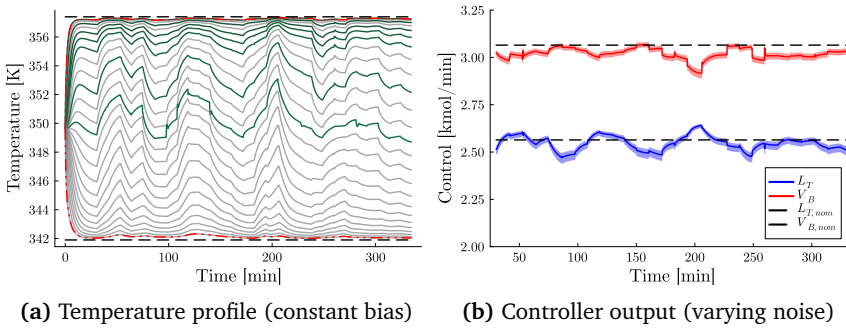 Temperature [K]
356
354
352
350
348
346
344
342
0
100
200
300
Time [min]
Control [kmol/min]
3.25
3.00
2.75
2.50
2.25
2.00
50
100
150
200
250
300
Time [min]
L_T
V_B
L_{T,nom}
V_{B,nom}
(a) Temperature profile (constant bias)
(b) Controller output (varying noise)